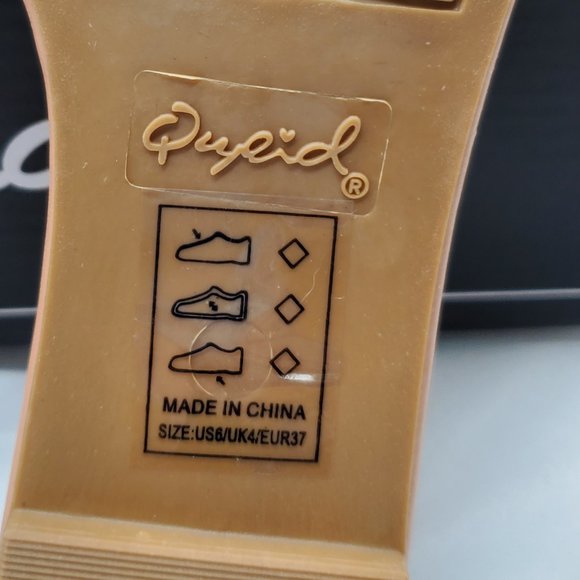 Qupid
®
MADE IN CHINA
SIZE:US6/UK4/EUR37